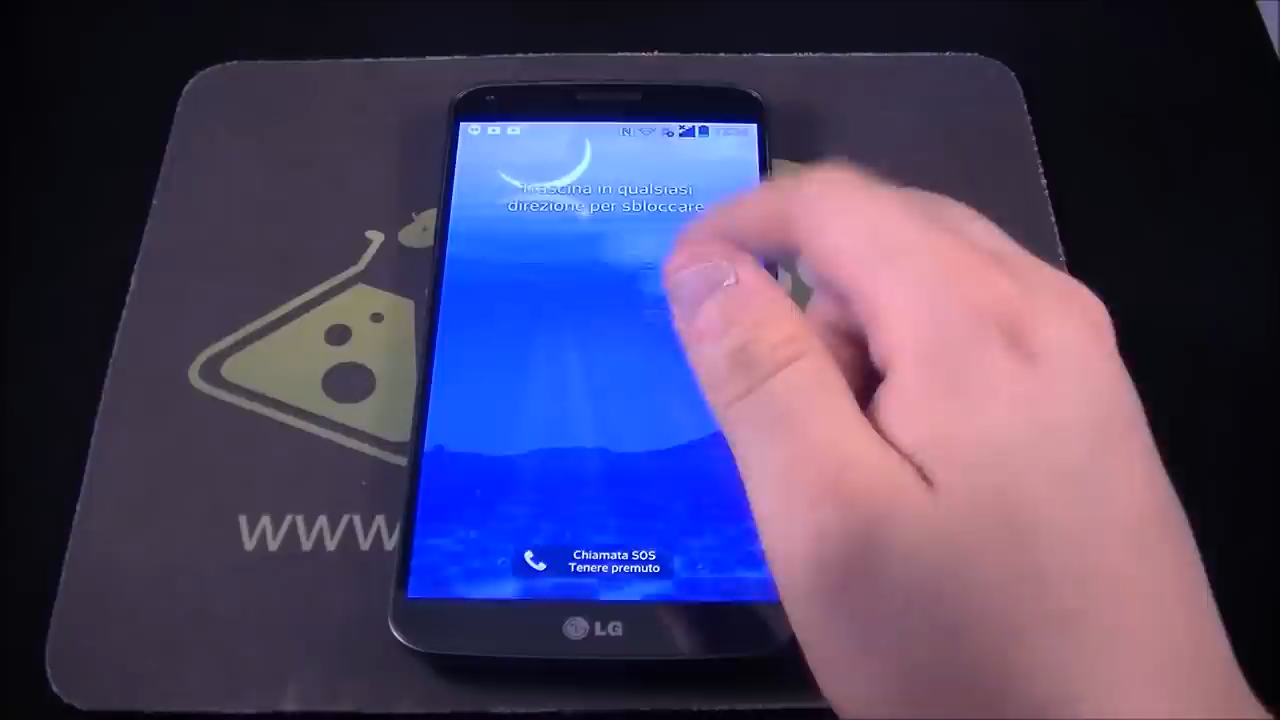 N
Trascina in qualsiasi
direzione per sbloccare
www.
Chiamata SOS
Tenere premuto
LG